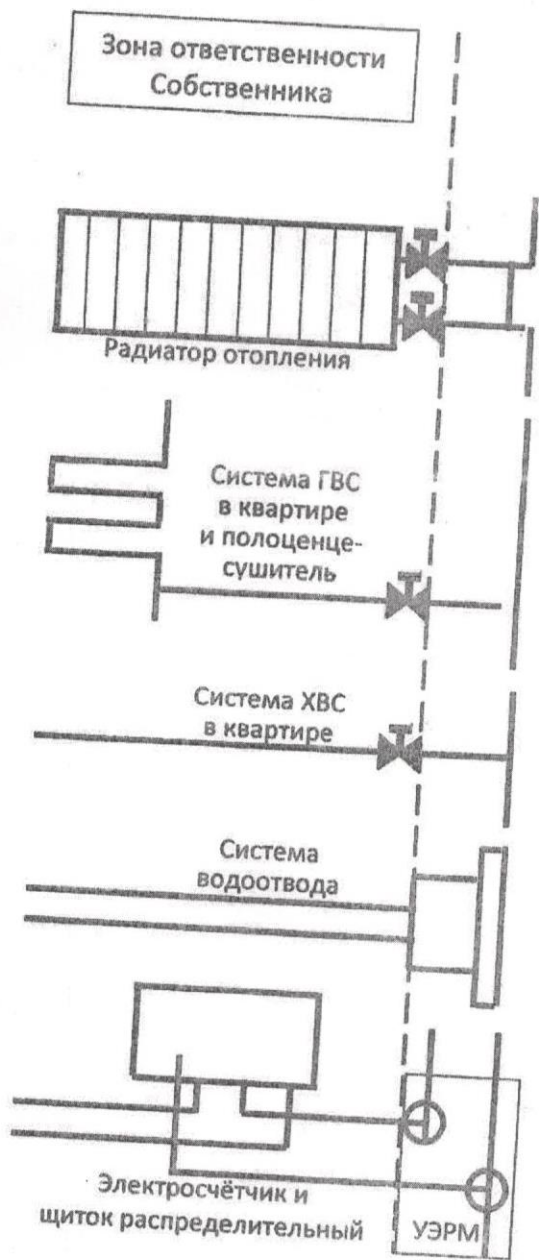 Зона ответственности
Собственника
Радиатор отопления
Система ГВС
в квартире
и полоценце-
сушитель
Система ХВС
в квартире
Система
водоотвода
Электросчётчик и
щиток распределительный
УЭРМ